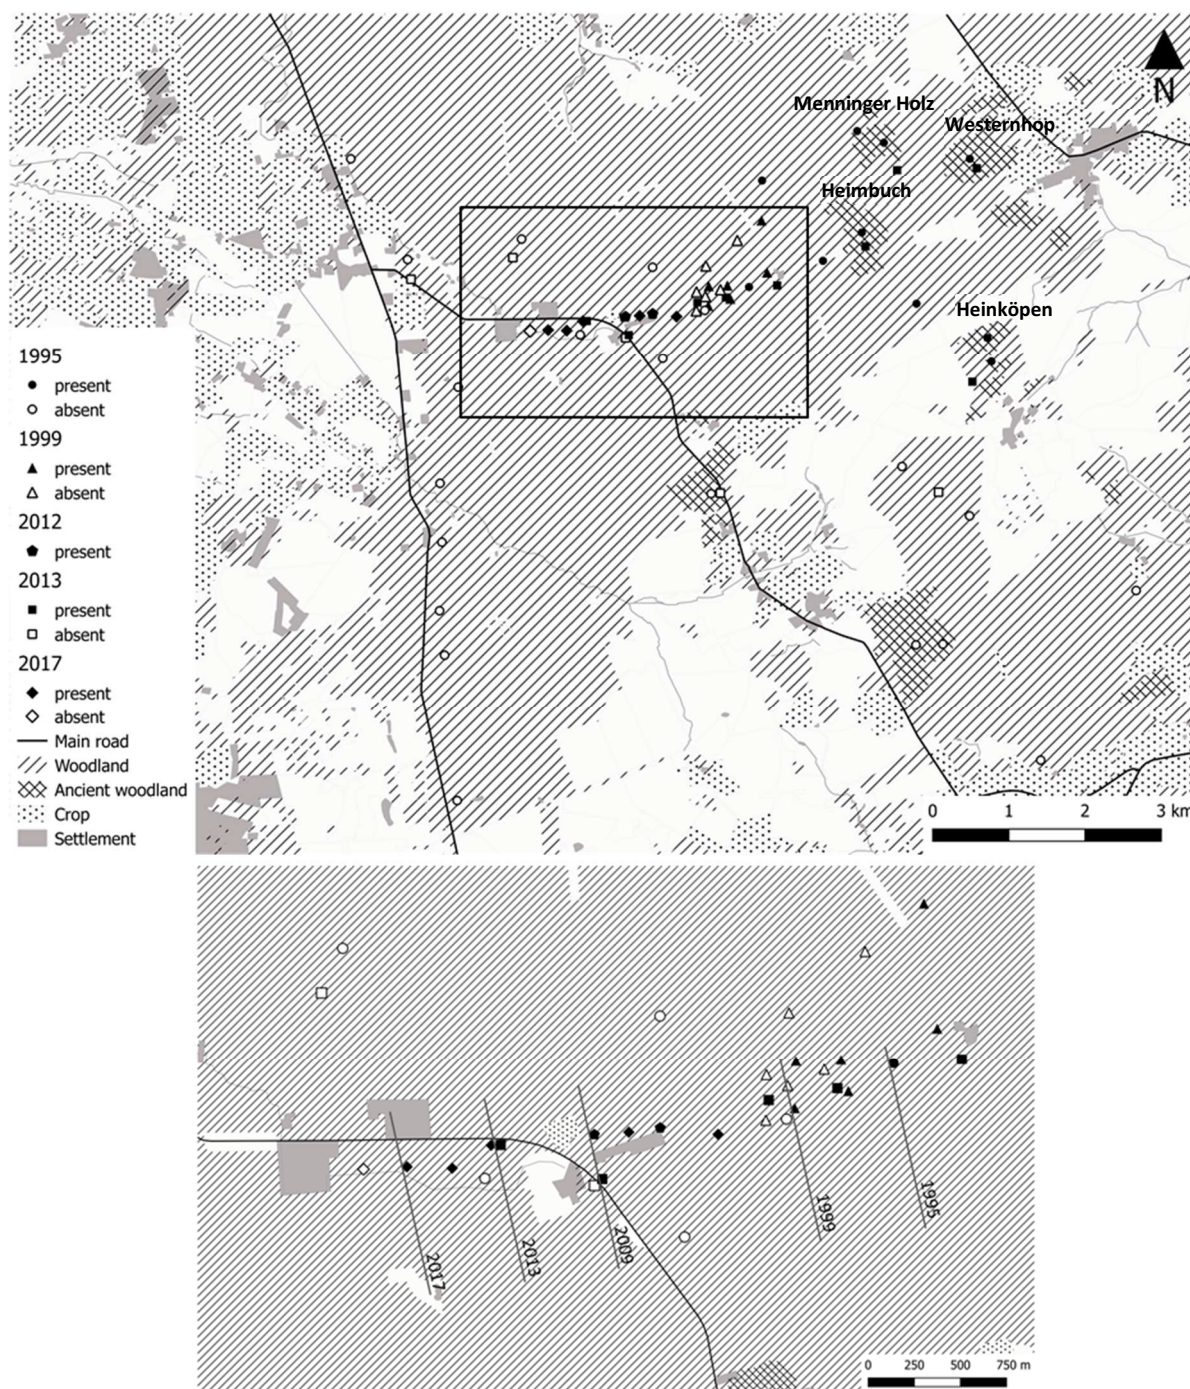 N
Menninger Holz
Westernhop
Heimbuch
Heinköpen
1995
present
absent
1999
present
absent
2012
present
2013
present
absent
2017
present
absent
Main road
Woodland
Ancient woodland
Crop
Settlement
0 1 2 3 km
2017
2013
2009
1999
1995
0 250 500 750 m